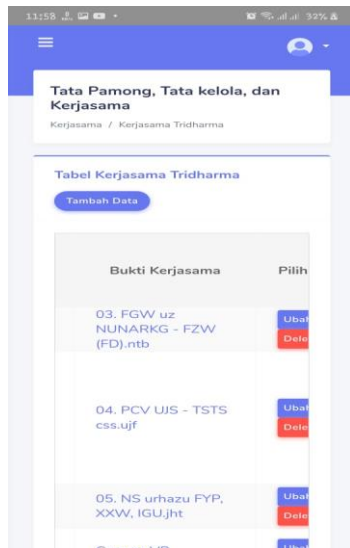 11:58 32%
Tata Pamong, Tata kelola, dan
Kerjasama
Kerjasama / Kerjasama Tridharma
Tabel Kerjasama Tridharma
Tambah Data
Bukti Kerjasama Pilih
03. FGW uz
NUNARKG - FZW
(FD).ntb
Ubah
Dele
04. PCV UJS - TSTS
css.ujf
Ubah
Dele
05. NS urhazu FYP,
XXW, IGU.jht
Ubah
Dele